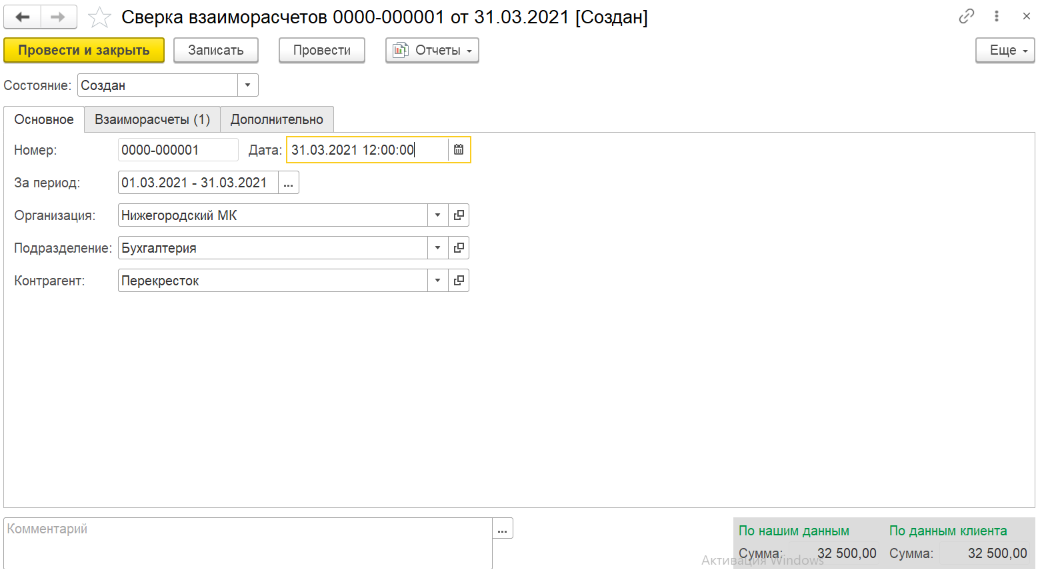 Сверка взаиморасчетов 0000-000001 от 31.03.2021 [Создан]
Провести и закрыть Записать Провести Отчеты Еще
Состояние: Создан
Основное Взаиморасчеты (1) Дополнительно
Номер: 0000-000001 Дата: 31.03.2021 12:00:00
За период: 01.03.2021 - 31.03.2021 ...
Организация: Нижегородский МК
Подразделение: Бухгалтерия
Контрагент: Перекресток
Комментарий ...
По нашим данным По данным клиента
Сумма: 32 500,00 Сумма: 32 500,00
Активация Windows